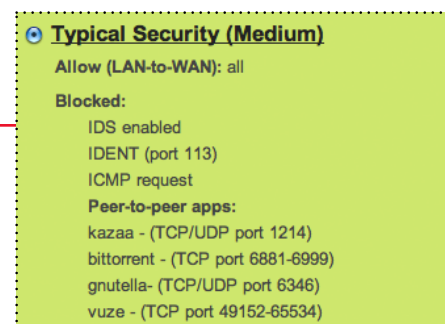 Typical Security (Medium)
Allow (LAN-to-WAN): all
Blocked:
IDS enabled
IDENT (port 113)
ICMP request
Peer-to-peer apps:
kazaa - (TCP/UDP port 1214)
bittorrent - (TCP port 6881-6999)
gnutella- (TCP/UDP port 6346)
vuze - (TCP port 49152-65534)